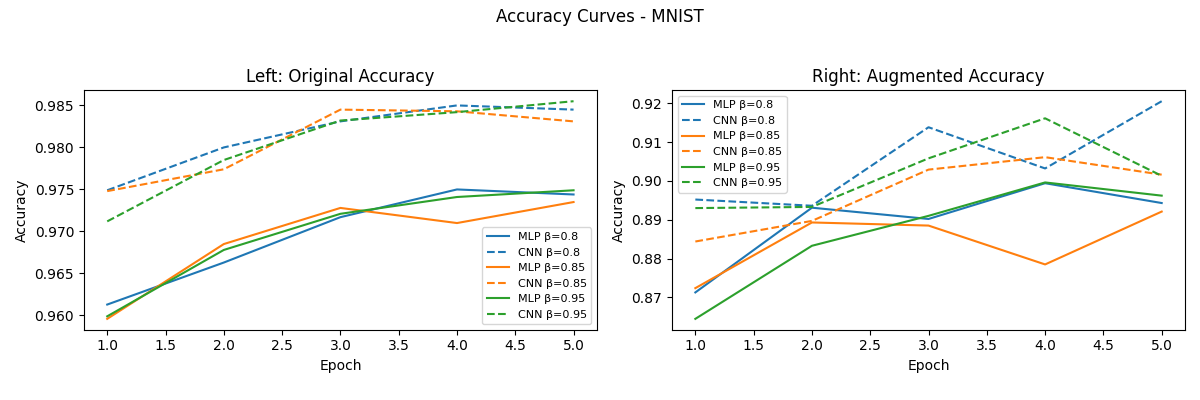 Accuracy Curves - MNIST
Left: Original Accuracy
Accuracy
0.985
0.980
0.975
0.970
0.965
0.960
MLP β=0.8
CNN β=0.8
MLP β=0.85
CNN β=0.85
MLP β=0.95
CNN β=0.95
1.0 1.5 2.0 2.5 3.0 3.5 4.0 4.5 5.0
Epoch
Right: Augmented Accuracy
Accuracy
0.92
0.91
0.90
0.89
0.88
0.87
MLP β=0.8
CNN β=0.8
MLP β=0.85
CNN β=0.85
MLP β=0.95
CNN β=0.95
1.0 1.5 2.0 2.5 3.0 3.5 4.0 4.5 5.0
Epoch